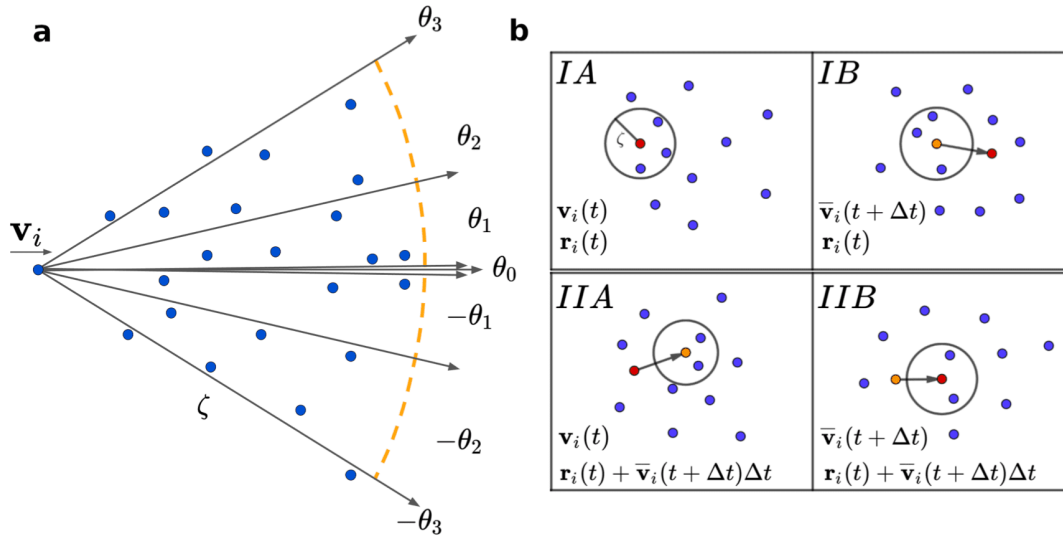 a
θ₃
θ₂
θ₁
𝐯ᵢ
θ₀
−θ₁
ζ
−θ₂
−θ₃
b
IA
ζ
𝐯ᵢ(t)
𝐫ᵢ(t)
IB
𝐯̅ᵢ(t + Δt)
𝐫ᵢ(t)
IIA
𝐯ᵢ(t)
𝐫ᵢ(t) + 𝐯̅ᵢ(t + Δt)Δt
IIB
𝐯̅ᵢ(t + Δt)
𝐫ᵢ(t) + 𝐯̅ᵢ(t + Δt)Δt